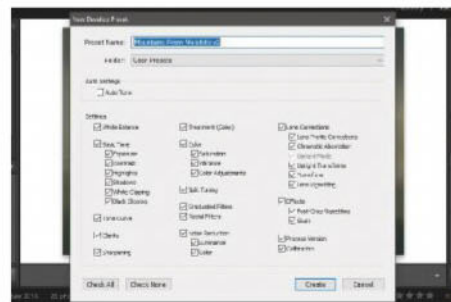 New Develop Preset
Preset Name:
Folder: User Presets
Auto Settings
Auto Tone
Settings
White Balance
Basic Tone
Exposure
Contrast
Highlights
Shadows
White Clipping
Black Clipping
Tone Curve
Clarity
Sharpening
Treatment (Color)
Color
Saturation
Vibrance
Color Adjustments
Split Toning
Graduated Filters
Radial Filters
Noise Reduction
Luminance
Color
Lens Corrections
Lens Profile Corrections
Chromatic Aberration
Upright Mode
Upright Transforms
Transform
Lens Vignetting
Effects
Post-Crop Vignetting
Grain
Process Version
Calibration
Check All Check None Create Cancel